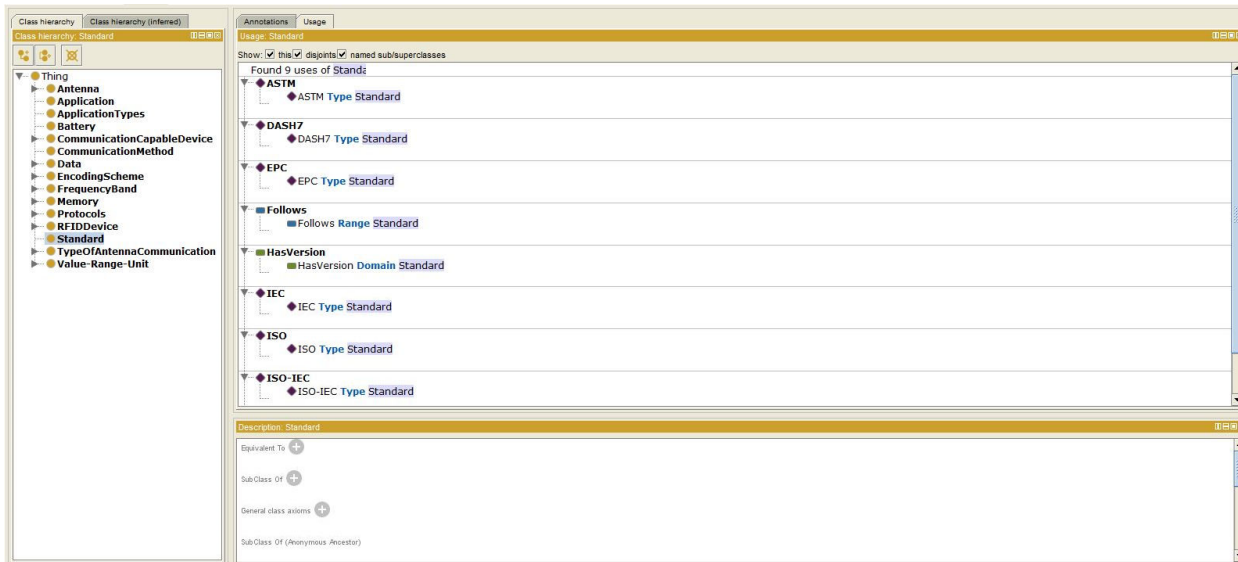 Class hierarchy Class hierarchy (inferred)
Class hierarchy: Standard
Thing
Antenna
Application
ApplicationTypes
Battery
CommunicationCapableDevice
CommunicationMethod
Data
EncodingScheme
FrequencyBand
Memory
Protocols
RFIDDevice
Standard
TypeOfAntennaCommunication
Value-Range-Unit
Annotations Usage
Usage: Standard
Show: this disjoints named sub/superclasses
Found 9 uses of Standa
ASTM
ASTM Type Standard
DASH7
DASH7 Type Standard
EPC
EPC Type Standard
Follows
Follows Range Standard
HasVersion
HasVersion Domain Standard
IEC
IEC Type Standard
ISO
ISO Type Standard
ISO-IEC
ISO-IEC Type Standard
Description: Standard
Equivalent To
SubClass Of
General class axioms
SubClass Of (Anonymous Ancestor)